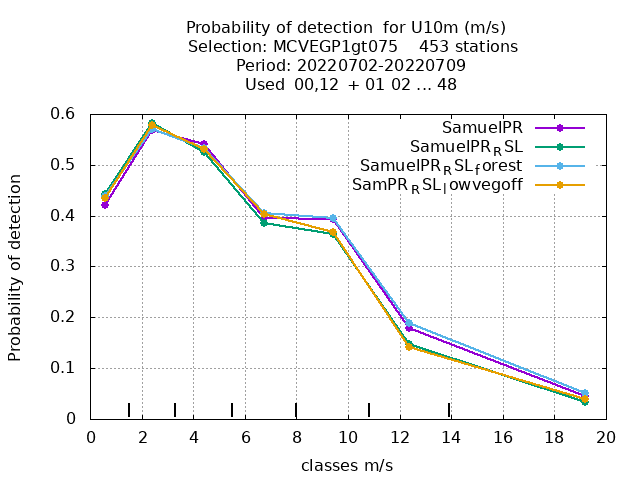 Probability of detection  for U10m (m/s)
Selection: MCVEGP1gt075    453 stations
Period: 20220702-20220709
Used  00,12  + 01 02 ... 48
SamuelPR
SamuelPR_RSL
SamuelPR_RSL_forest
SamPR_RSL_lowvegoff
Probability of detection
0.6
0.5
0.4
0.3
0.2
0.1
0
0 2 4 6 8 10 12 14 16 18 20
classes m/s